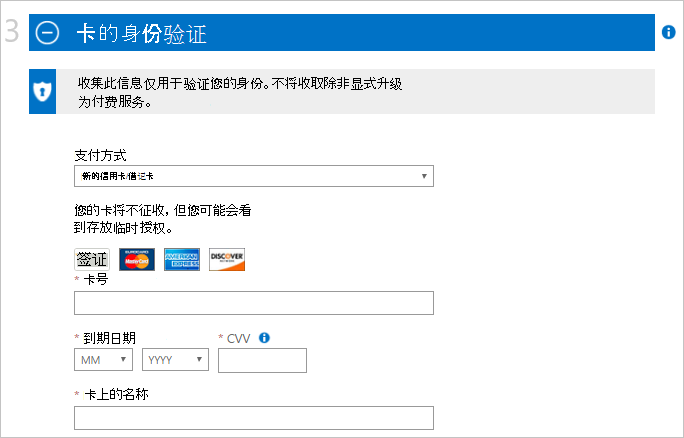 3
卡的身份验证
收集此信息仅用于验证您的身份。不将收取除非显式升级
为付费服务。
支付方式
新的信用卡/借记卡
您的卡将不征收，但您可能会看
到存放临时授权。
签证 MasterCard AMERICAN EXPRESS DISCOVER
* 卡号
* 到期日期 * CVV
MM YYYY
* 卡上的名称